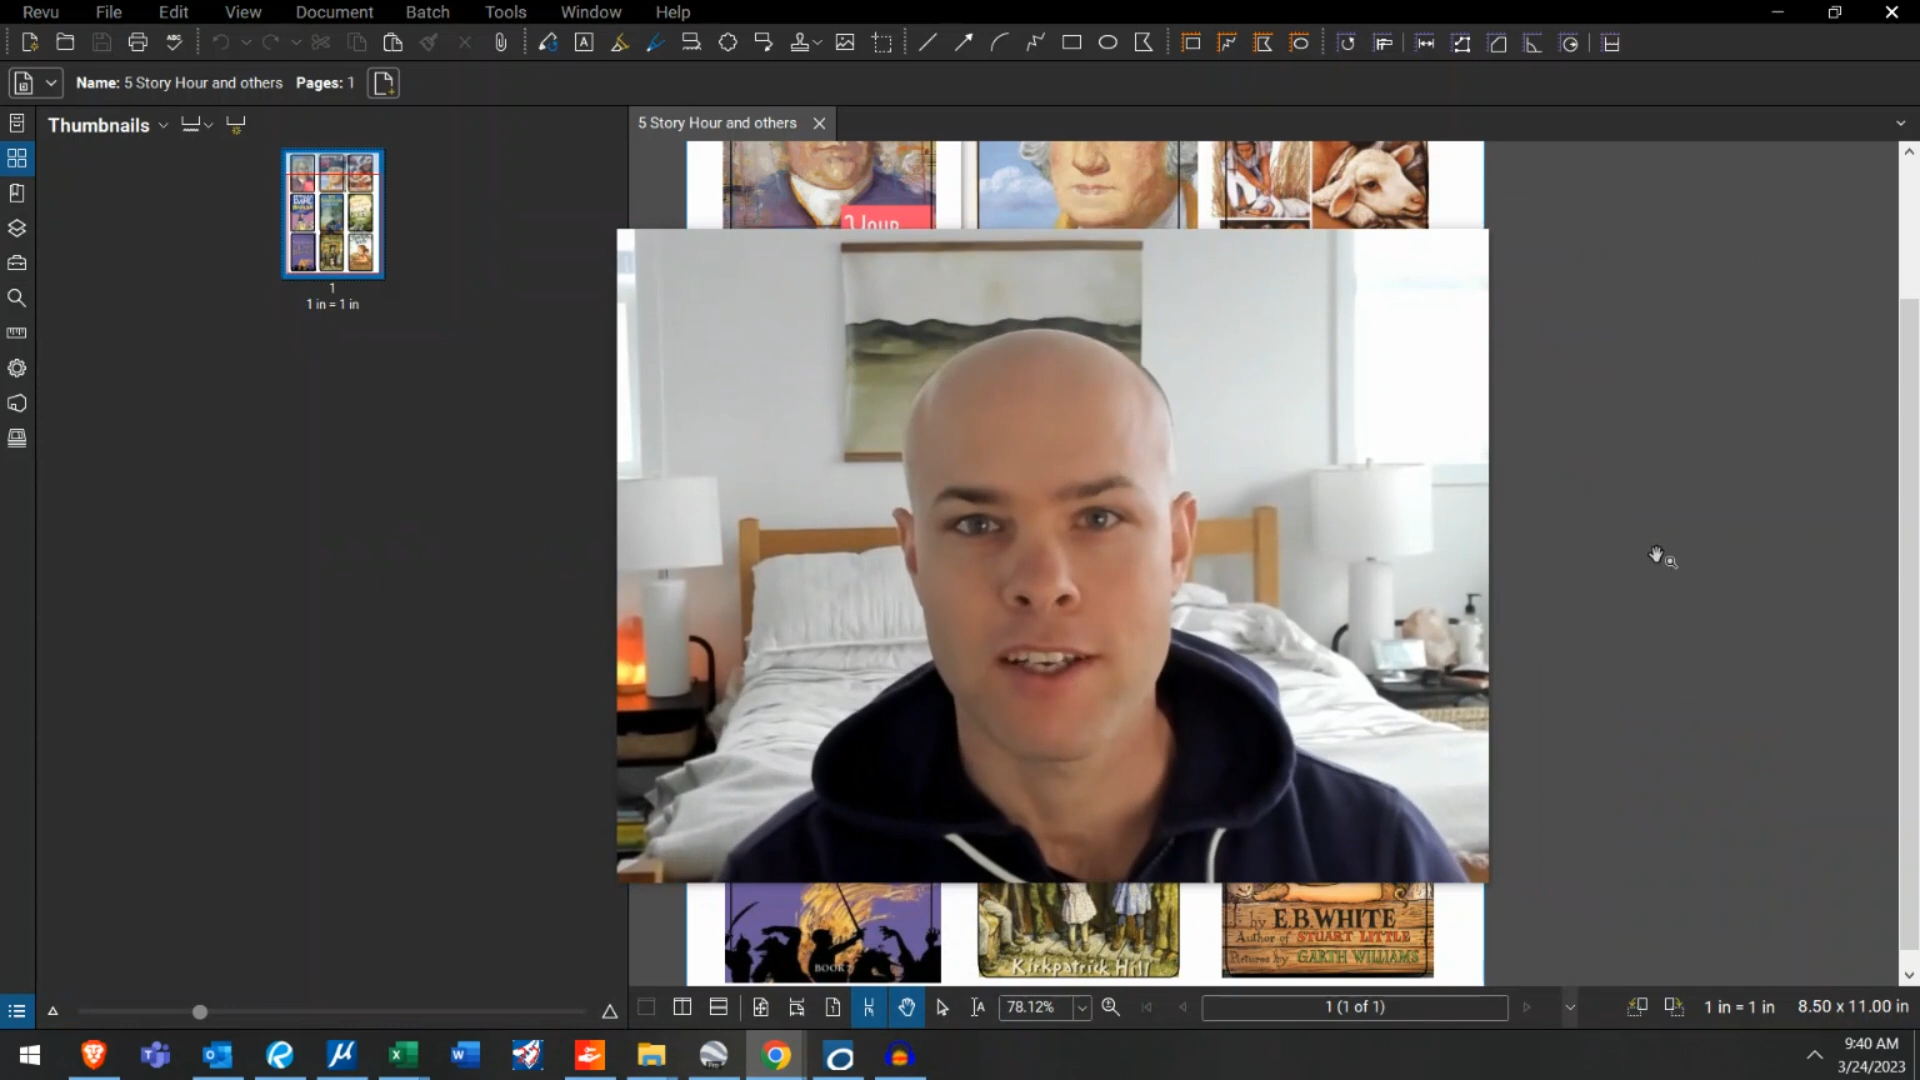 Revu File Edit View Document Batch Tools Window Help
Name: 5 Story Hour and others Pages: 1
Thumbnails
5 Story Hour and others
1
1 in = 1 in
Your
BOOK
Kirkpatrick Hill
by E.B.WHITE
Author of STUART LITTLE
Pictures by GARTH WILLIAMS
78.12%
1 (1 of 1)
1 in = 1 in
8.50 x 11.00 in
9:40 AM
3/24/2023